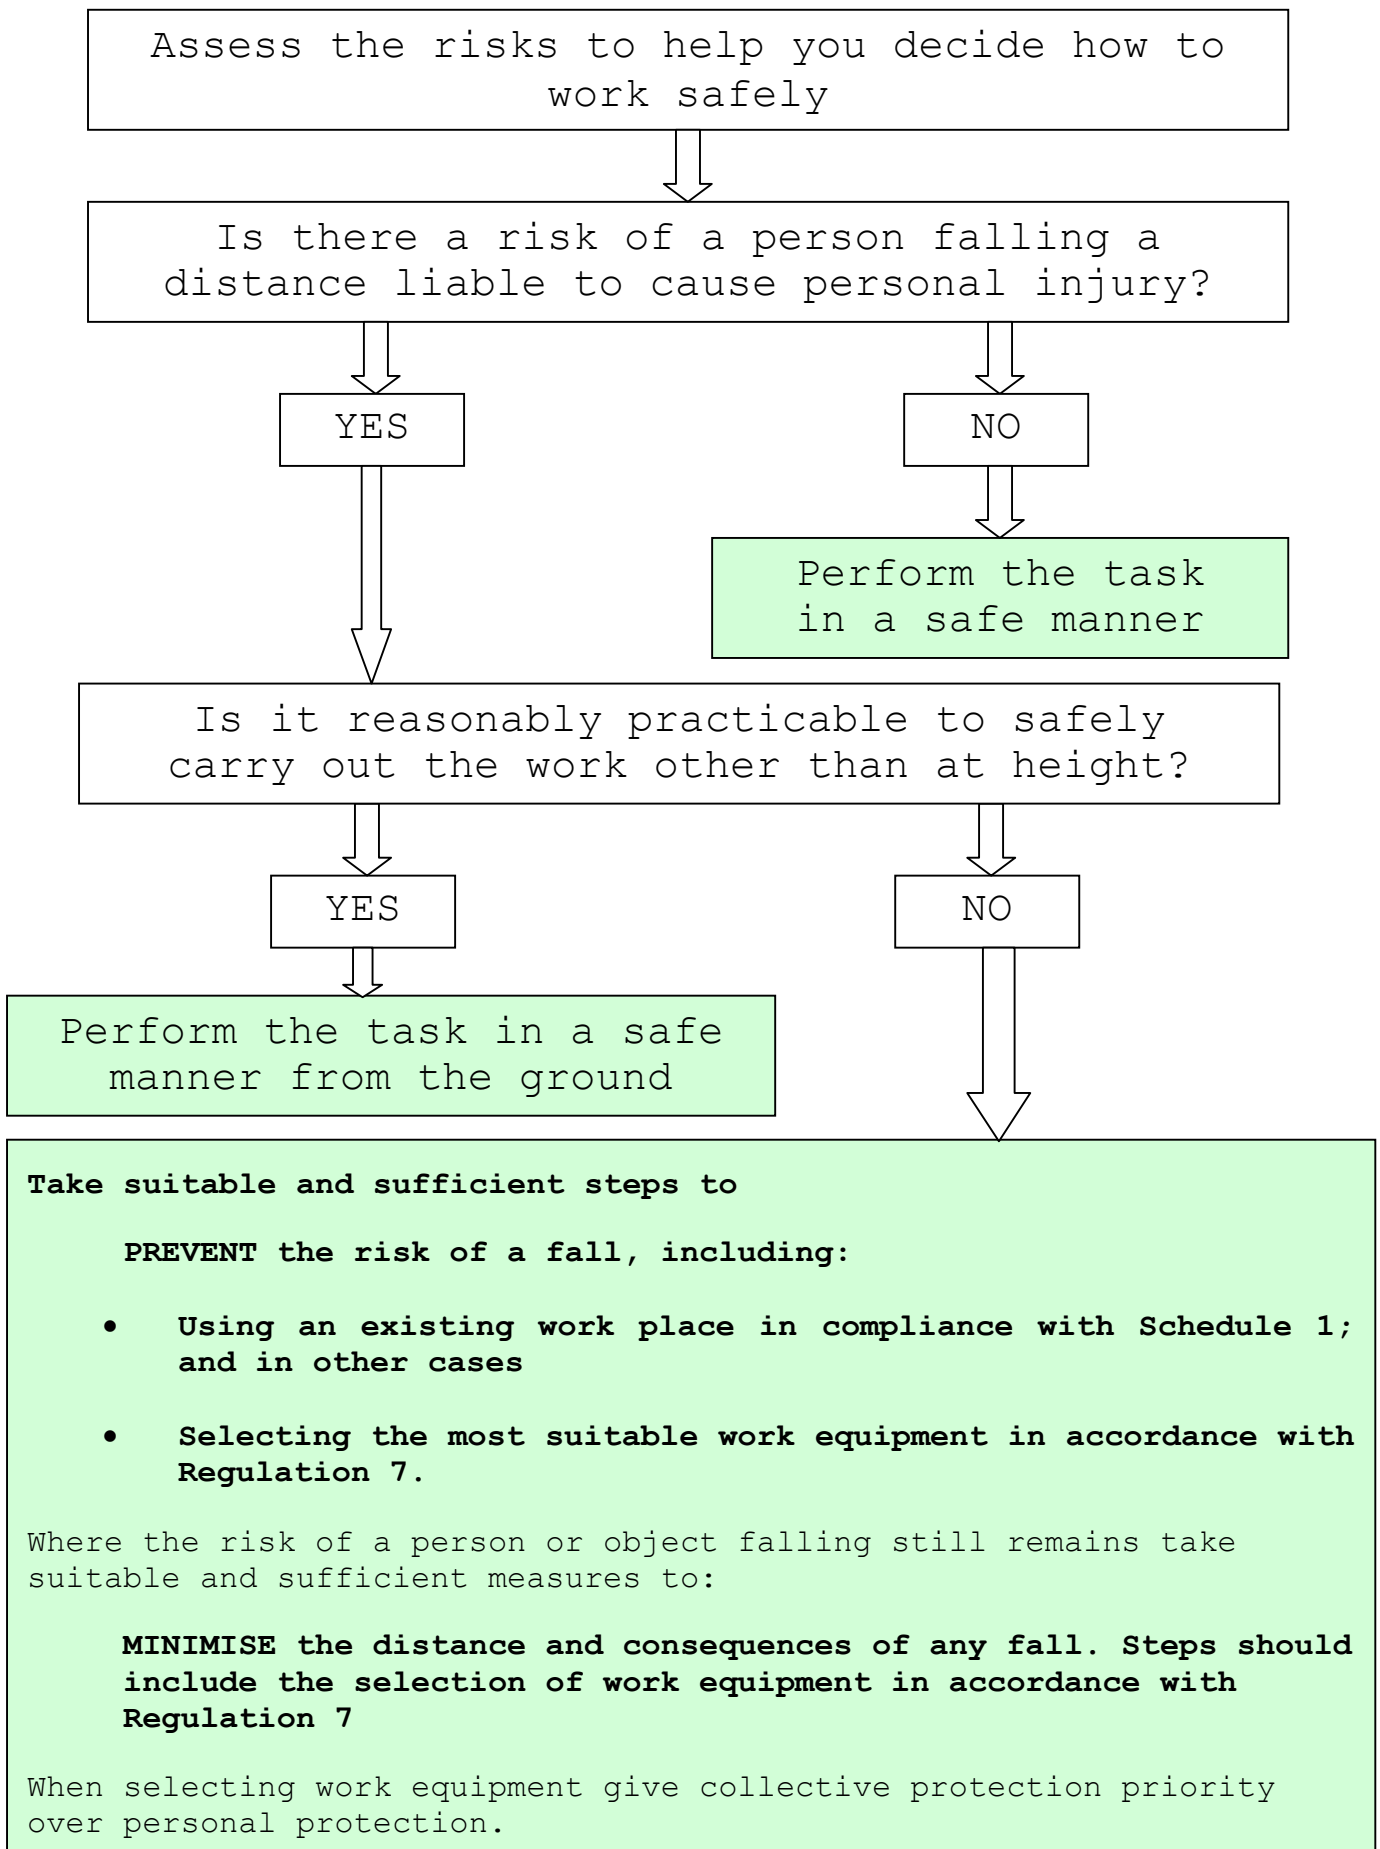 Assess the risks to help you decide how to
work safely
Is there a risk of a person falling a
distance liable to cause personal injury?
YES
NO
Perform the task
in a safe manner
Is it reasonably practicable to safely
carry out the work other than at height?
YES
NO
Perform the task in a safe
manner from the ground
Take suitable and sufficient steps to
PREVENT the risk of a fall, including:
• Using an existing work place in compliance with Schedule 1;
and in other cases
• Selecting the most suitable work equipment in accordance with
Regulation 7.
Where the risk of a person or object falling still remains take
suitable and sufficient measures to:
MINIMISE the distance and consequences of any fall. Steps should
include the selection of work equipment in accordance with
Regulation 7
When selecting work equipment give collective protection priority
over personal protection.